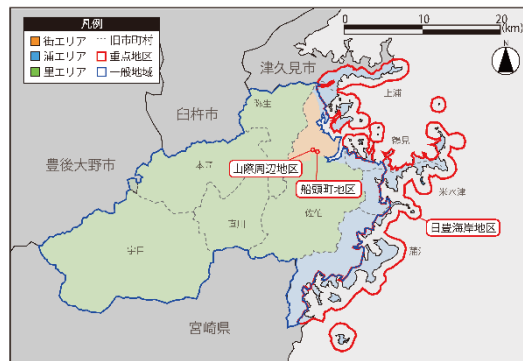 凡例
街エリア
浦エリア
里エリア
旧市町村
重点地区
一般地域
0
10
20
(km)
N
津久見市
上浦
臼杵市
弥生
鶴見
豊後大野市
本匠
山際周辺地区
米水津
船頭町地区
直川
佐伯
日豊海岸地区
宇目
蒲江
宮崎県